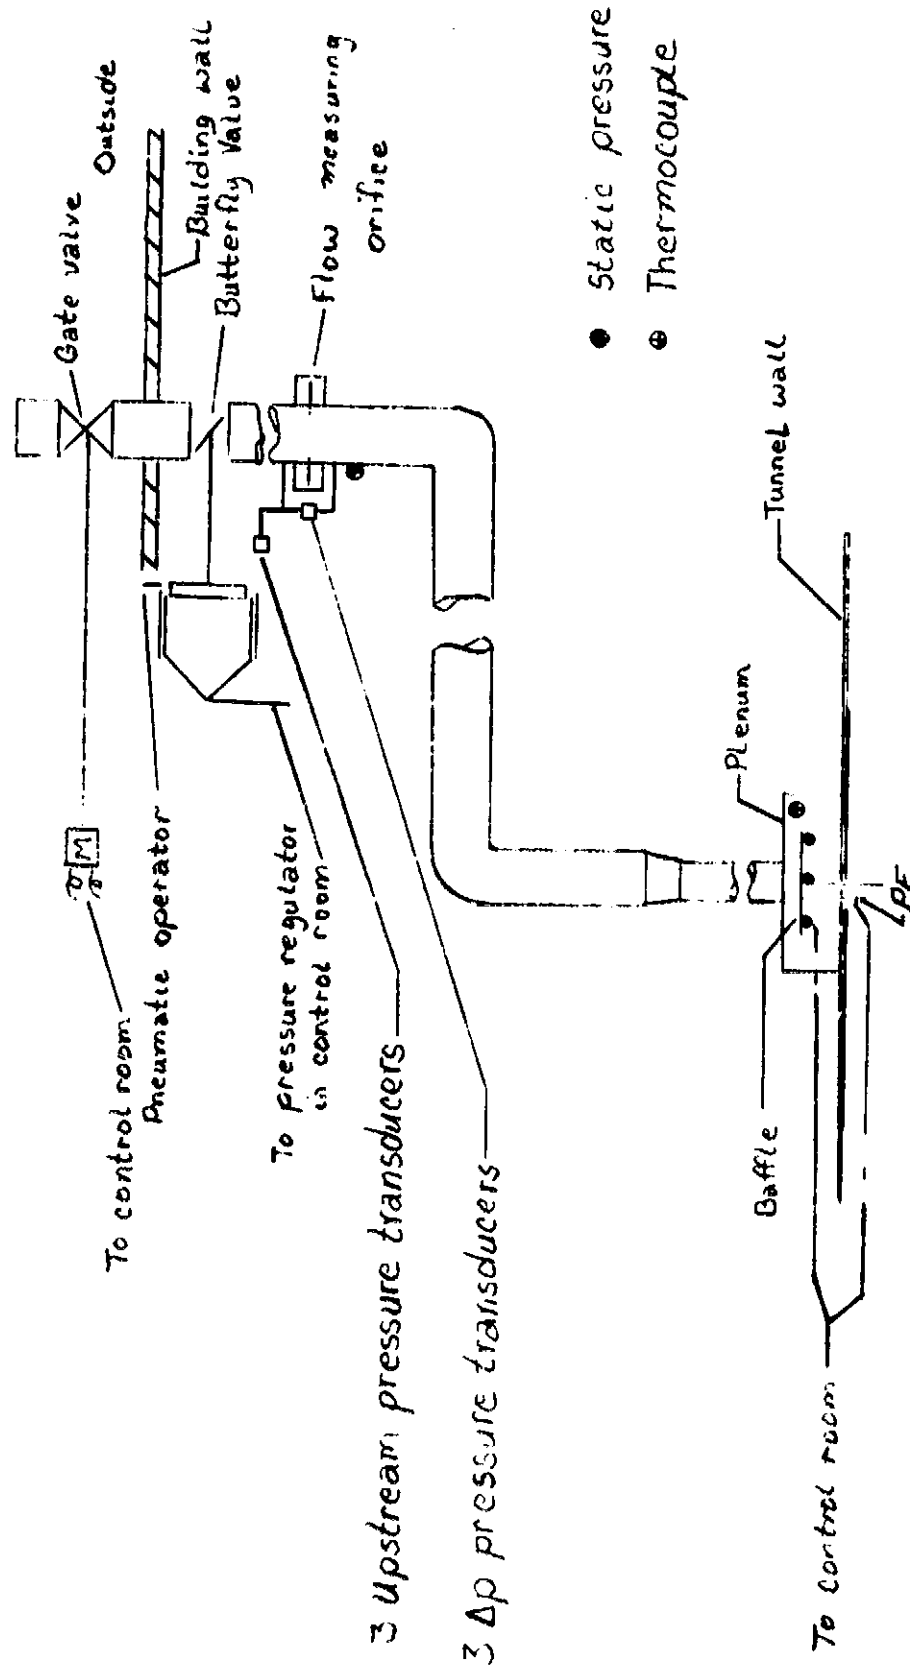 Gate valve
Outside
Building wall
Butterfly Valve
Flow measuring
orifice
M
To control room
Pneumatic operator
To pressure regulator
in control room
3 Upstream pressure transducers
3 Δp pressure transducers
Static pressure
Thermocouple
Tunnel wall
Plenum
Baffle
PF
To control room